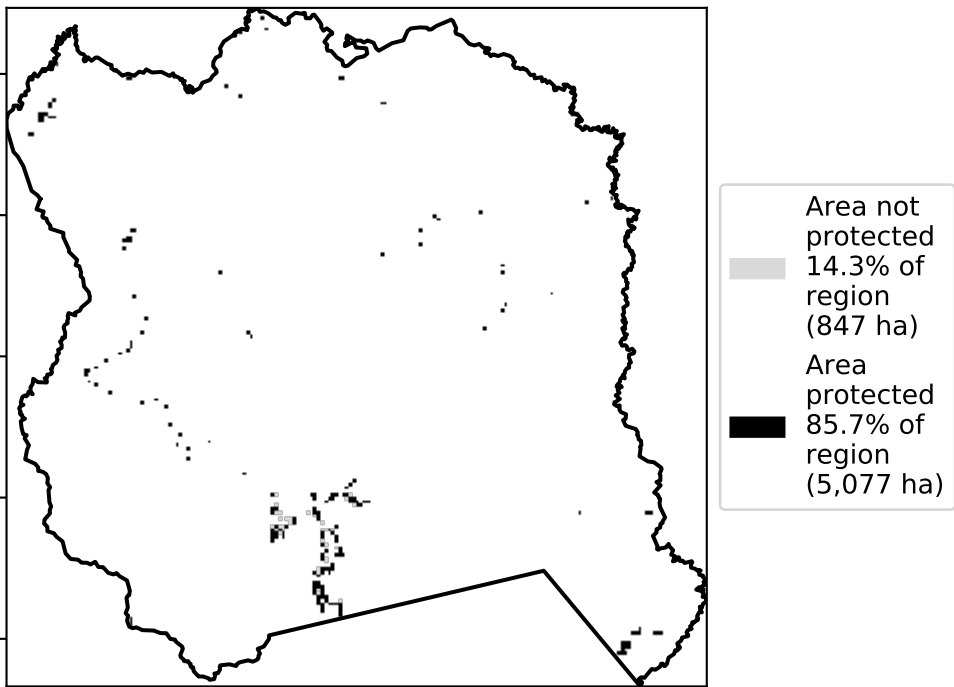 Area not
protected
14.3% of
region
(847 ha)
Area
protected
85.7% of
region
(5,077 ha)